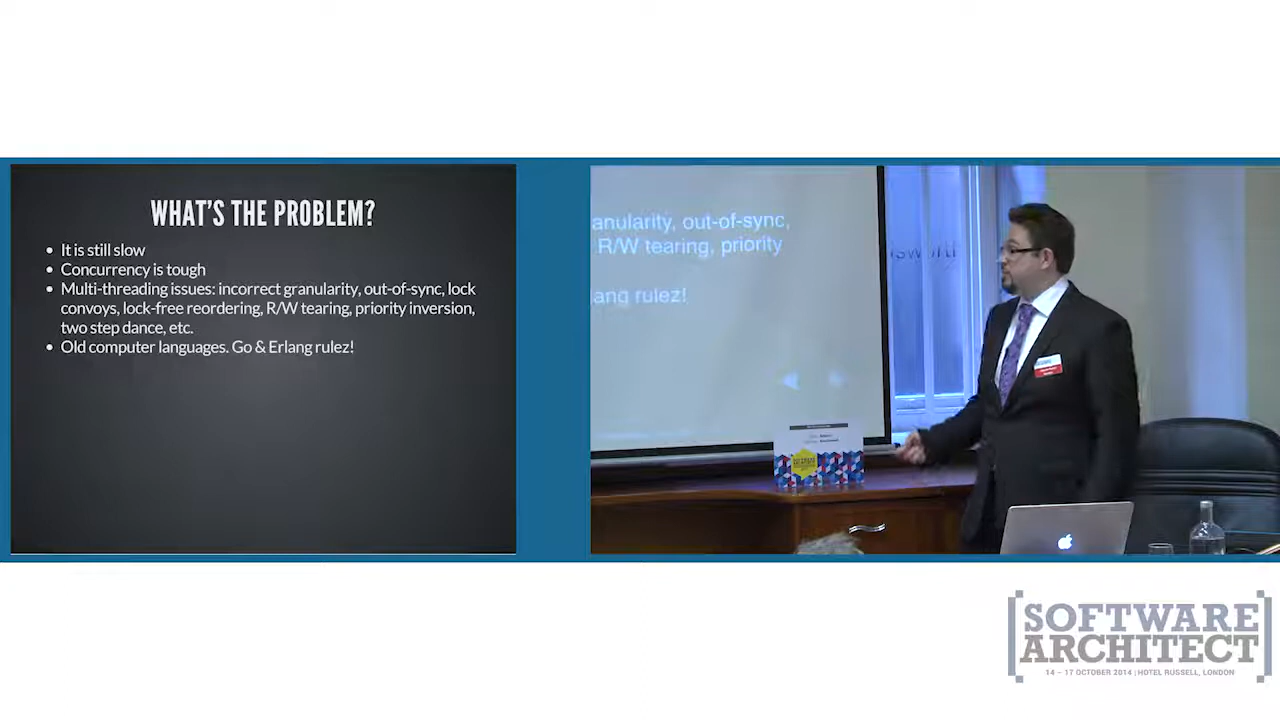 WHAT'S THE PROBLEM?
• It is still slow
• Concurrency is tough
• Multi-threading issues: incorrect granularity, out-of-sync, lock
convoys, lock-free reordering, R/W tearing, priority inversion,
two step dance, etc.
• Old computer languages. Go & Erlang rulez!
anularity, out-of-sync,
R/W tearing, priority
ang rulez!
[SOFTWARE
ARCHITECT]
14 – 17 OCTOBER 2014 | HOTEL RUSSELL, LONDON